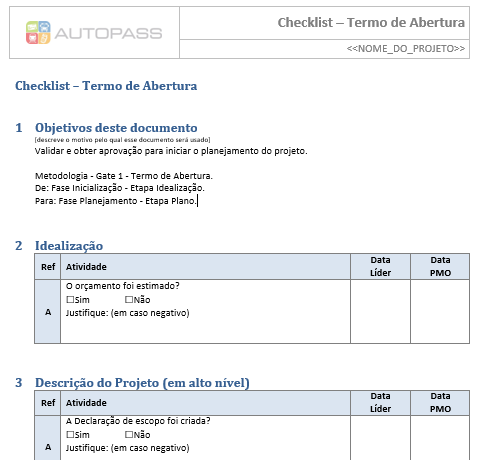 AUTOPASS
Checklist – Termo de Abertura
<<NOME_DO_PROJETO>>
Checklist – Termo de Abertura
1 Objetivos deste documento
[descreve o motivo pelo qual esse documento será usado]
Validar e obter aprovação para iniciar o planejamento do projeto.
Metodologia - Gate 1 - Termo de Abertura.
De: Fase Inicialização - Etapa Idealização.
Para: Fase Planejamento - Etapa Plano.
2 Idealização
Ref Atividade Data Líder Data PMO
A O orçamento foi estimado?
☐Sim ☐Não
Justifique: (em caso negativo)
3 Descrição do Projeto (em alto nível)
Ref Atividade Data Líder Data PMO
A A Declaração de escopo foi criada?
☐Sim ☐Não
Justifique: (em caso negativo)